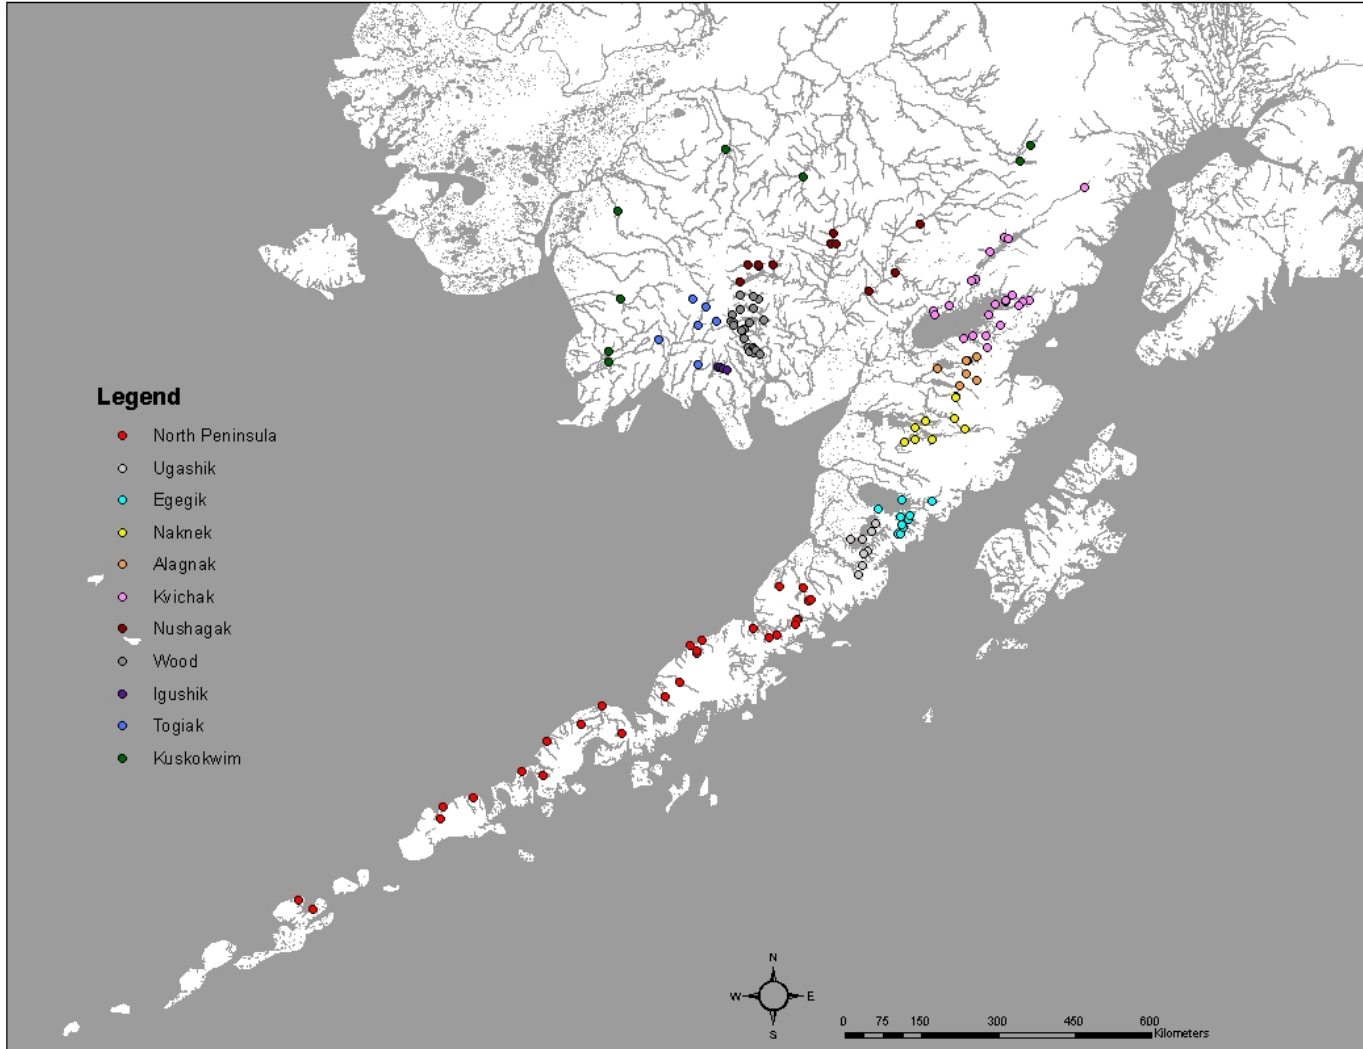 Legend
North Peninsula
Ugashik
Egegik
Naknek
Alagnak
Kvichak
Nushagak
Wood
Igushik
Togiak
Kuskokwim
N
W E
S
0 75 150 300 450 600
Kilometers